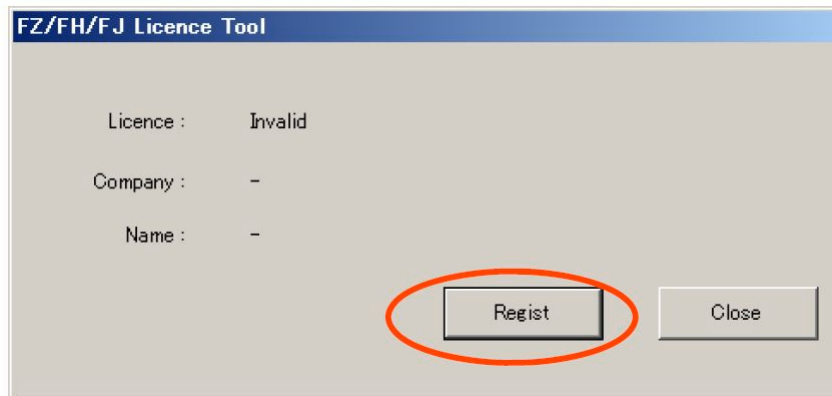 FZ/FH/FJ Licence Tool
Licence : Invalid
Company : -
Name : -
Regist Close